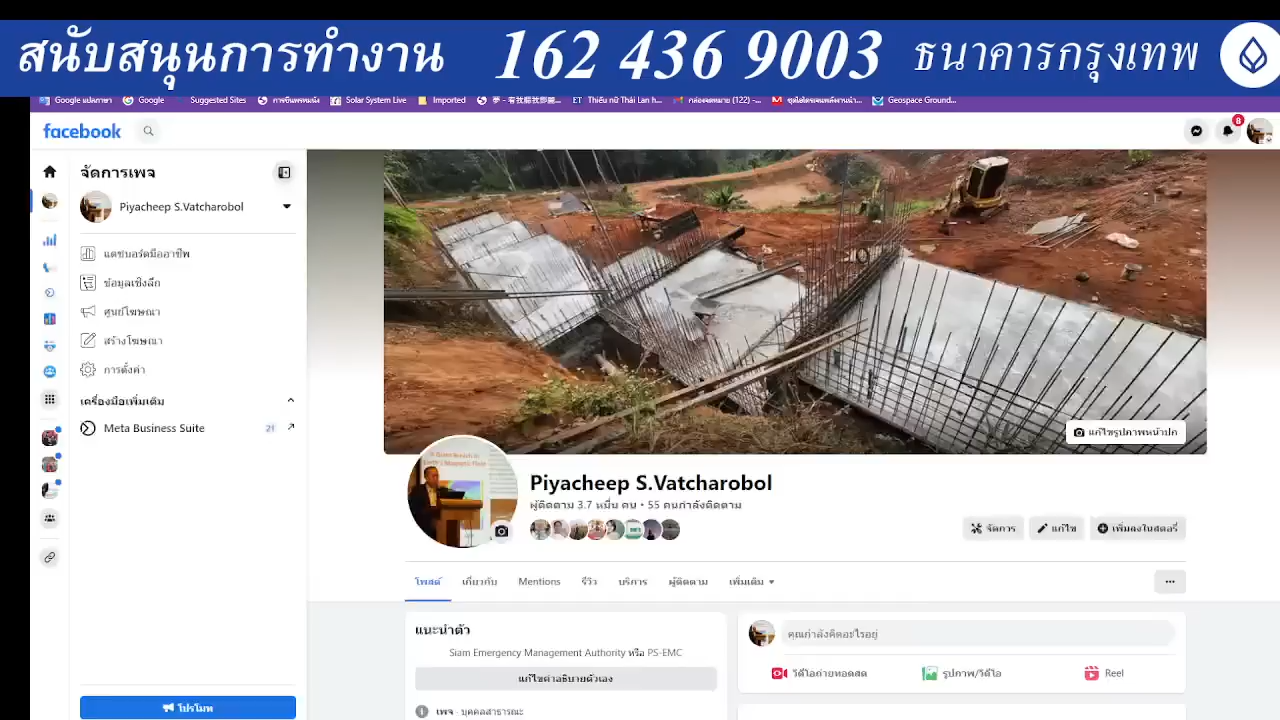 สนับสนุนการทำงาน 162 436 9003 ธนาคารกรุงเทพ
Google แปลภาษา Google Suggested Sites Solar System Live Imported Geospace Ground...
facebook
8
จัดการเพจ
Piyacheep S.Vatcharobol
แดชบอร์ดมืออาชีพ
ข้อมูลเชิงลึก
ศูนย์โฆษณา
สร้างโฆษณา
การตั้งค่า
เครื่องมือเพิ่มเติม
Meta Business Suite 21
โปรโมท
แก้ไขรูปภาพหน้าปก
Piyacheep S.Vatcharobol
ผู้ติดตาม 3.7 หมื่น คน • 55 คนกำลังติดตาม
จัดการ แก้ไข เพิ่มลงในสตอรี่
โพสต์ เกี่ยวกับ Mentions รีวิว บริการ ผู้ติดตาม เพิ่มเติม
แนะนำตัว
Siam Emergency Management Authority หรือ PS-EMC
แก้ไขคำอธิบายตัวเอง
เพจ · บุคคลสาธารณะ
คุณกำลังคิดอะไรอยู่
วิดีโอถ่ายทอดสด รูปภาพ/วิดีโอ Reel